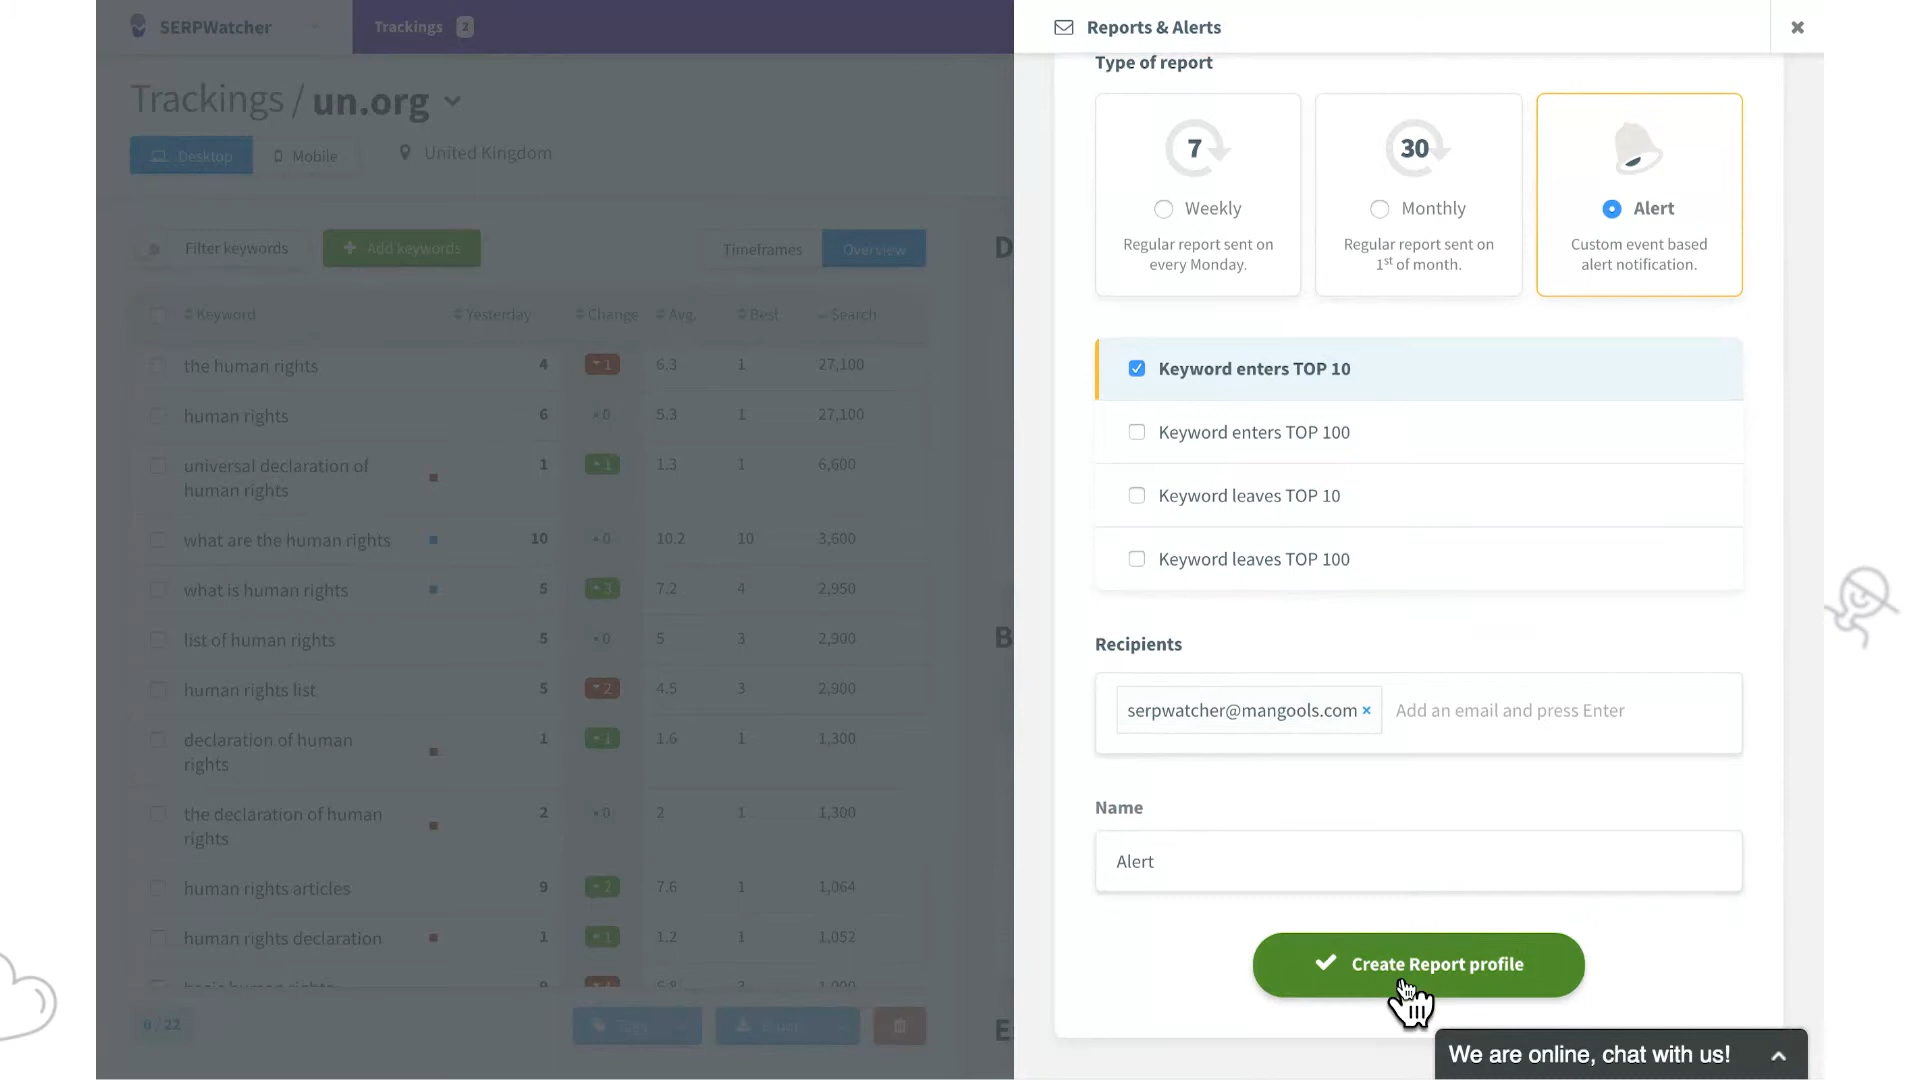 SERPWatcher
Trackings 2
Reports & Alerts
Trackings / un.org
Desktop
Mobile
United Kingdom
Filter keywords
Add keywords
Timeframes
Overview
Keyword Yesterday Change Avg. Best Search
the human rights 4 1 6.3 1 27,100
human rights 6 0 5.3 1 27,100
universal declaration of
human rights 1 1 1.3 1 6,600
what are the human rights 10 0 10.2 10 3,600
what is human rights 5 3 7.2 4 2,950
list of human rights 5 0 5 3 2,900
human rights list 5 2 4.5 3 2,900
declaration of human
rights 1 1 1.6 1 1,300
the declaration of human
rights 2 0 2 1 1,300
human rights articles 9 2 7.6 1 1,064
human rights declaration 1 1 1.2 1 1,052
0 / 22
Tags
Type of report
7
Weekly
Regular report sent on
every Monday.
30
Monthly
Regular report sent on
1st of month.
Alert
Custom event based
alert notification.
Keyword enters TOP 10
Keyword enters TOP 100
Keyword leaves TOP 10
Keyword leaves TOP 100
Recipients
serpwatcher@mangools.com ×
Add an email and press Enter
Name
Alert
Create Report profile
We are online, chat with us!